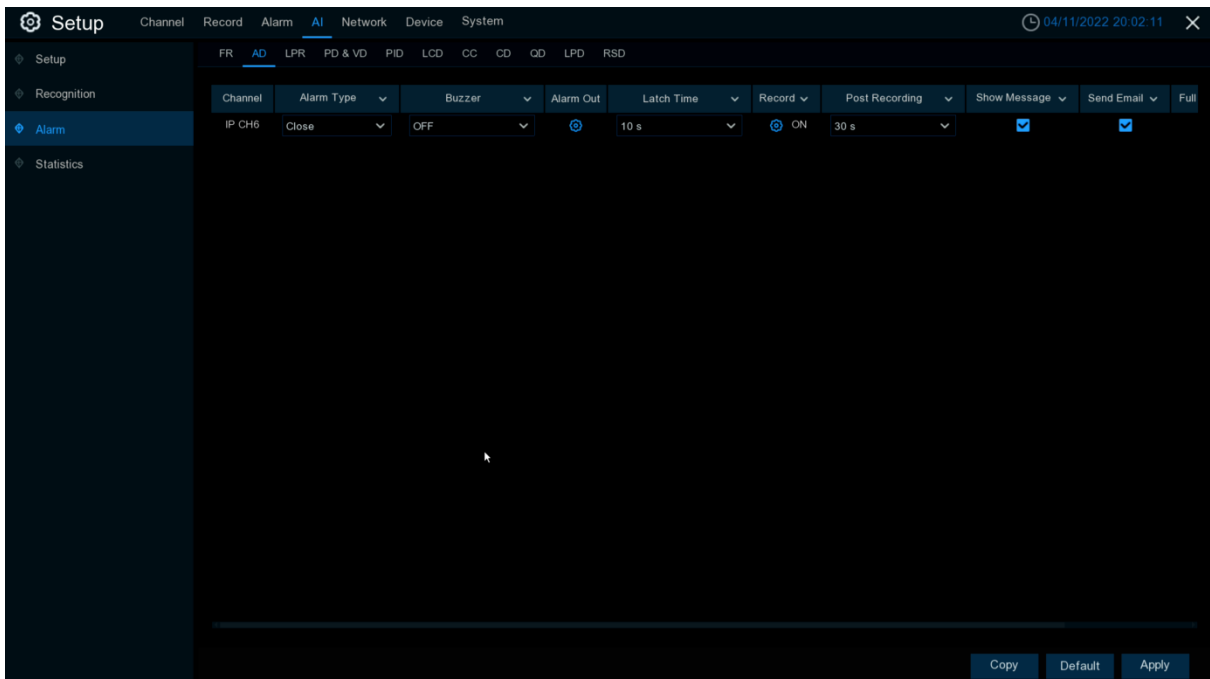 Setup Channel Record Alarm AI Network Device System 04/11/2022 20:02:11
FR AD LPR PD & VD PID LCD CC CD QD LPD RSD
Setup
Recognition
Alarm
Statistics
Channel Alarm Type Buzzer Alarm Out Latch Time Record Post Recording Show Message Send Email Full
IP CH6 Close OFF 10 s ON 30 s
Copy Default Apply